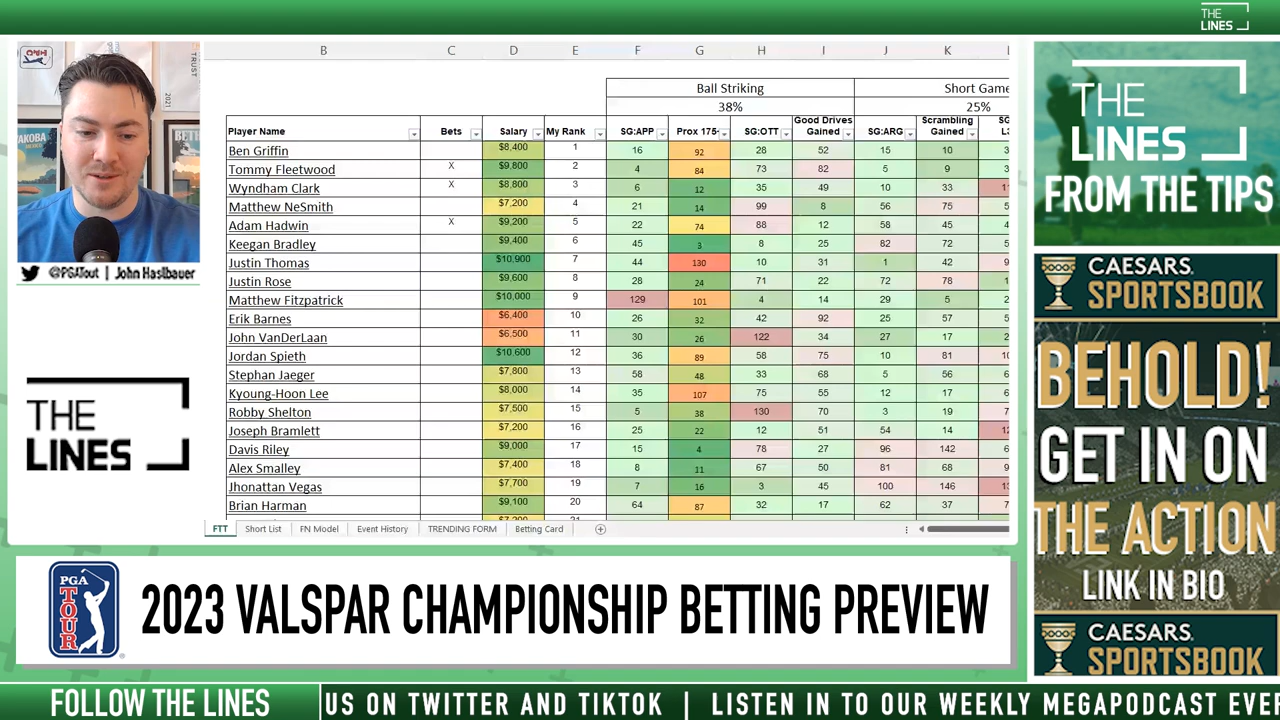 THE
LINES
B C D E F G H I J K
Ball Striking Short Game
38% 25%
Player Name Bets Salary My Rank SG:APP Prox 175- SG:OTT Good Drives Gained SG:ARG Scrambling Gained
Ben Griffin $8,400 1 16 92 28 52 15 10
Tommy Fleetwood X $9,800 2 4 84 73 82 5 9
Wyndham Clark X $8,800 3 6 12 35 49 10 33
Matthew NeSmith $7,200 4 21 14 99 8 56 75
Adam Hadwin X $9,200 5 22 74 88 12 58 45
Keegan Bradley $9,400 6 45 3 8 25 82 72
Justin Thomas $10,900 7 44 130 10 31 1 42
Justin Rose $9,600 8 28 24 71 22 72 78
Matthew Fitzpatrick $10,000 9 129 101 4 14 29 5
Erik Barnes $6,400 10 26 32 42 92 25 57
John VanDerLaan $6,500 11 30 26 122 34 27 17
Jordan Spieth $10,600 12 36 89 58 75 10 81
Stephan Jaeger $7,800 13 58 48 33 68 5 56
Kyoung-Hoon Lee $8,000 14 35 107 75 55 12 17
Robby Shelton $7,500 15 5 38 130 70 3 19
Joseph Bramlett $7,200 16 25 22 12 51 54 14
Davis Riley $9,000 17 15 4 78 27 96 142
Alex Smalley $7,400 18 8 11 67 50 81 68
Jhonattan Vegas $7,700 19 7 16 3 45 100 146
Brian Harman $9,100 20 64 87 32 17 62 37
FTT Short List FN Model Event History TRENDING FORM Betting Card
TRUST
2021
@PGATout | John Haslbauer
THE
LINES
THE
LINES
FROM THE TIPS
CAESARS
SPORTSBOOK
BEHOLD!
GET IN ON
THE ACTION
LINK IN BIO
CAESARS
SPORTSBOOK
PGA
TOUR
2023 VALSPAR CHAMPIONSHIP BETTING PREVIEW
FOLLOW THE LINES
US ON TWITTER AND TIKTOK | LISTEN IN TO OUR WEEKLY MEGAPODCAST